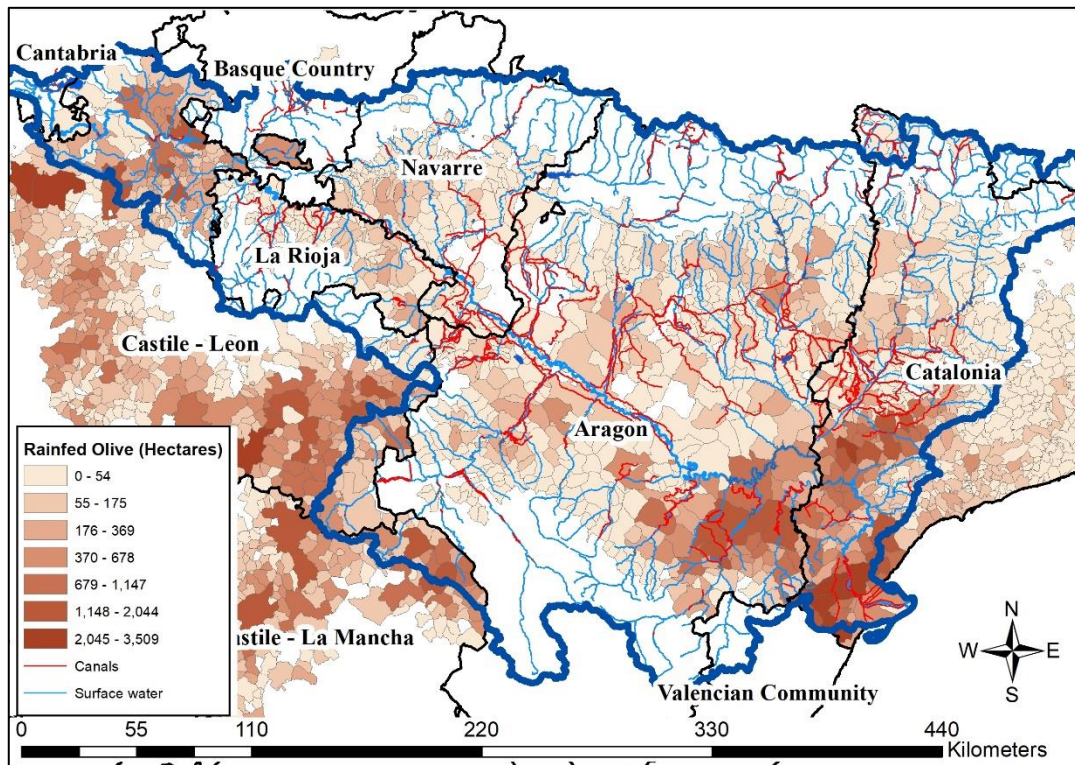 Cantabria
Basque Country
Navarre
La Rioja
Castile - Leon
Catalonia
Aragon
Rainfed Olive (Hectares)
0 - 54
55 - 175
176 - 369
370 - 678
679 - 1,147
1,148 - 2,044
2,045 - 3,509
Canals
Surface water
stile - La Mancha
Valencian Community
N
W E
S
0 55 110 220 330 440
Kilometers